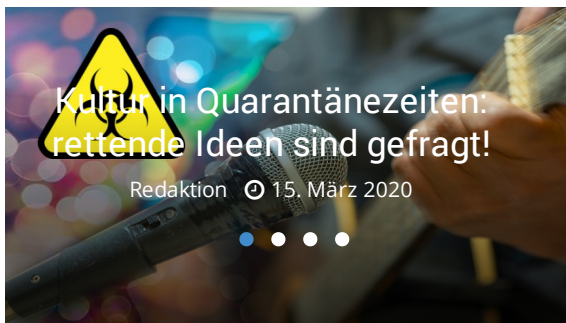 Kultur in Quarantänezeiten:
rettende Ideen sind gefragt!
Redaktion 15. März 2020